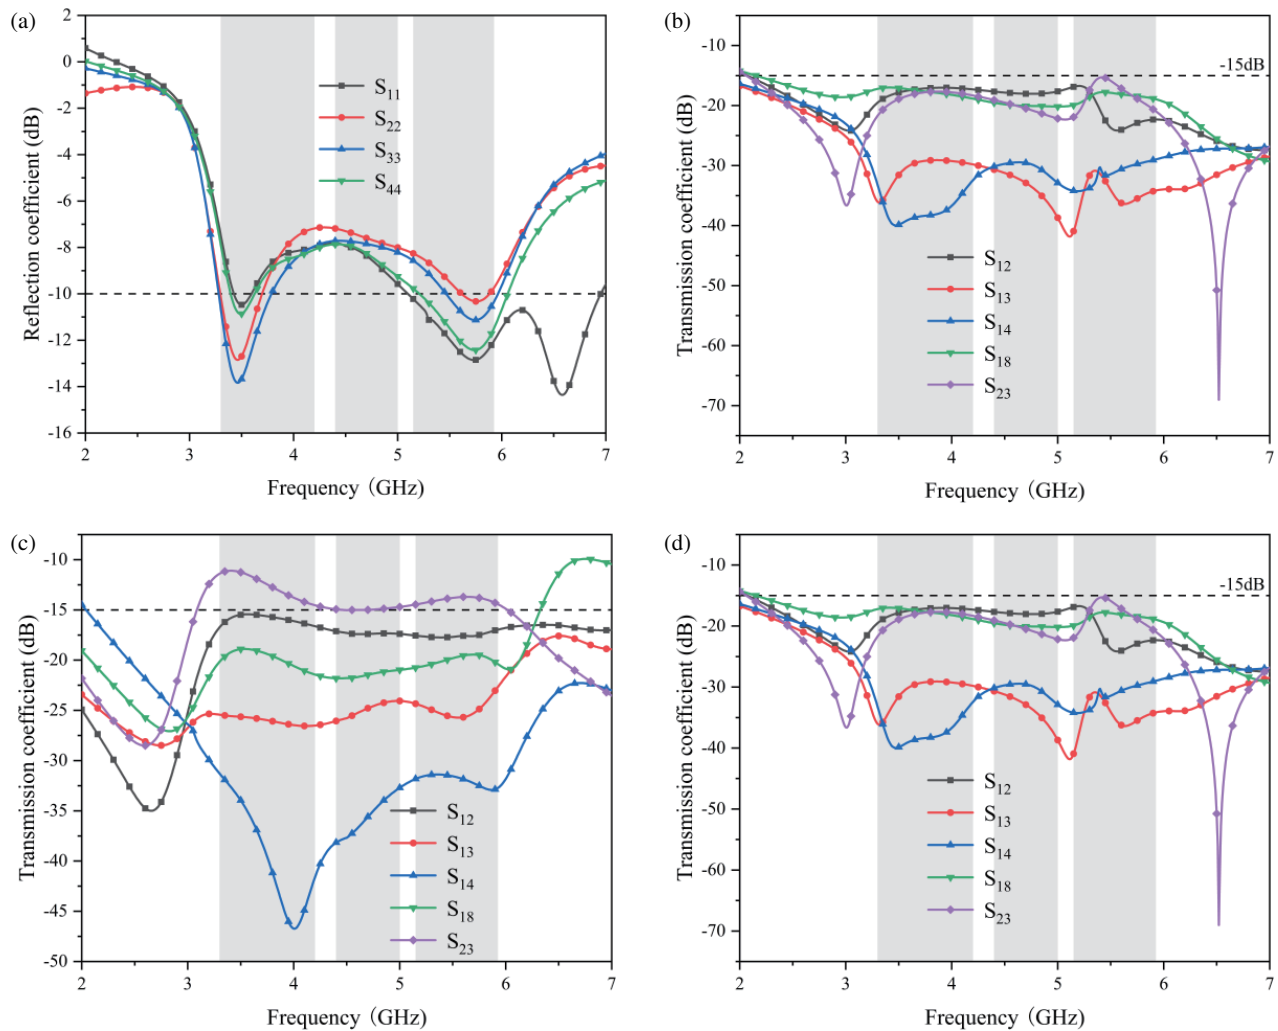 (a)
2
0
-2
-4
-6
-8
-10
-12
-14
-16
Reflection coefficient (dB)
S11
S22
S33
S44
2 3 4 5 6 7
Frequency (GHz)
(b)
-10
-20
-30
-40
-50
-60
-70
Transmission coefficient (dB)
-15dB
S12
S13
S14
S18
S23
2 3 4 5 6 7
Frequency (GHz)
(c)
-10
-15
-20
-25
-30
-35
-40
-45
-50
Transmission coefficient (dB)
S12
S13
S14
S18
S23
2 3 4 5 6 7
Frequency (GHz)
(d)
-10
-20
-30
-40
-50
-60
-70
Transmission coefficient (dB)
-15dB
S12
S13
S14
S18
S23
2 3 4 5 6 7
Frequency (GHz)